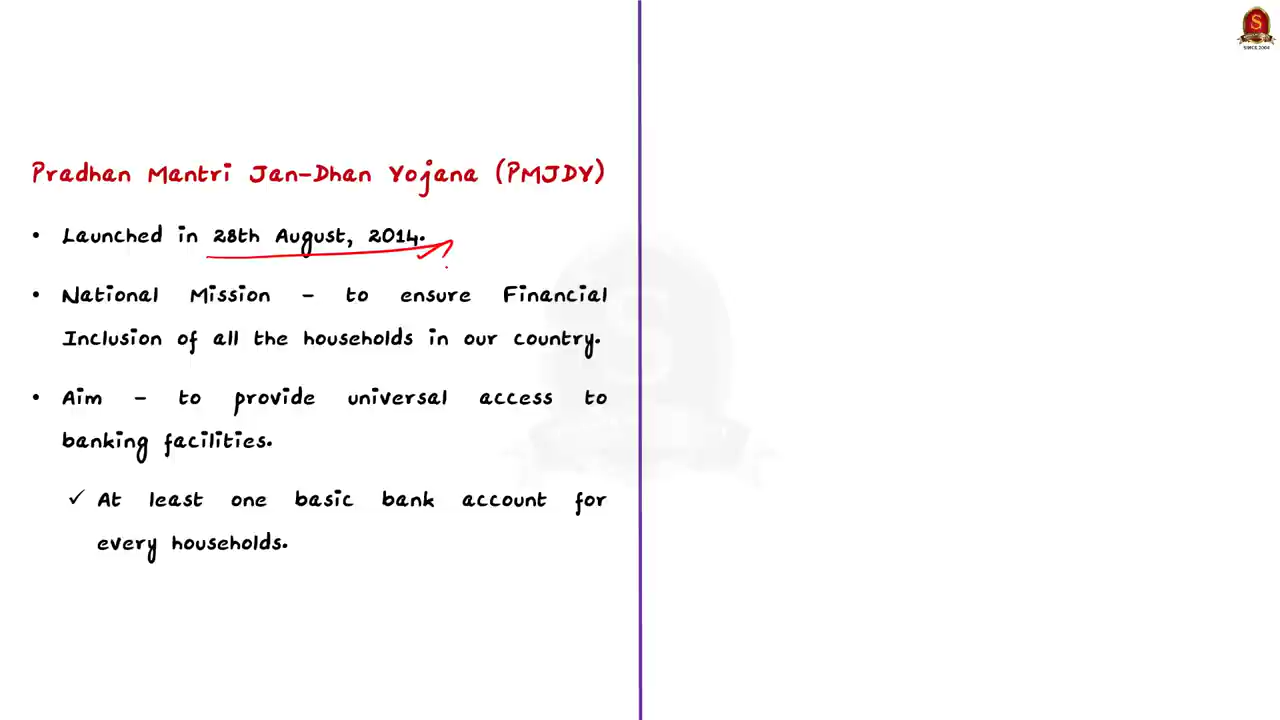 Pradhan Mantri Jan-Dhan Yojana (PMJDY)
• Launched in 28th August, 2014.
• National Mission – to ensure Financial
Inclusion of all the households in our country.
• Aim – to provide universal access to
banking facilities.
✓ At least one basic bank account for
every households.
S
SINCE 2004